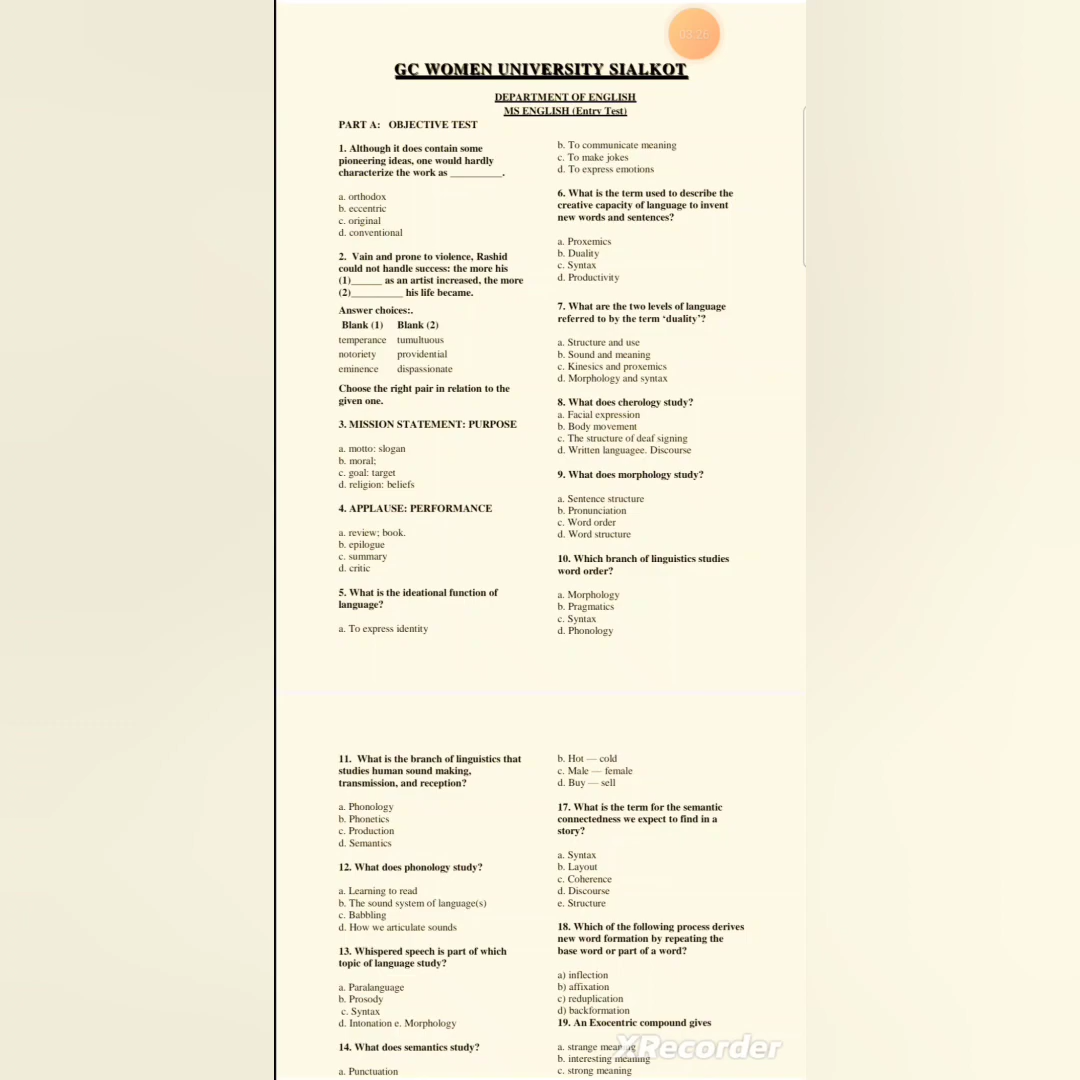 03:26
GC WOMEN UNIVERSITY SIALKOT
DEPARTMENT OF ENGLISH
MS ENGLISH (Entry Test)
PART A: OBJECTIVE TEST
1. Although it does contain some
pioneering ideas, one would hardly
characterize the work as __________.
a. orthodox
b. eccentric
c. original
d. conventional
2. Vain and prone to violence, Rashid
could not handle success: the more his
(1)______ as an artist increased, the more
(2)__________ his life became.
Answer choices:.
Blank (1) Blank (2)
temperance tumultuous
notoriety providential
eminence dispassionate
Choose the right pair in relation to the
given one.
3. MISSION STATEMENT: PURPOSE
a. motto: slogan
b. moral;
c. goal: target
d. religion: beliefs
4. APPLAUSE: PERFORMANCE
a. review; book.
b. epilogue
c. summary
d. critic
5. What is the ideational function of
language?
a. To express identity
b. To communicate meaning
c. To make jokes
d. To express emotions
6. What is the term used to describe the
creative capacity of language to invent
new words and sentences?
a. Proxemics
b. Duality
c. Syntax
d. Productivity
7. What are the two levels of language
referred to by the term ‘duality’?
a. Structure and use
b. Sound and meaning
c. Kinesics and proxemics
d. Morphology and syntax
8. What does cherology study?
a. Facial expression
b. Body movement
c. The structure of deaf signing
d. Written languagee. Discourse
9. What does morphology study?
a. Sentence structure
b. Pronunciation
c. Word order
d. Word structure
10. Which branch of linguistics studies
word order?
a. Morphology
b. Pragmatics
c. Syntax
d. Phonology
11. What is the branch of linguistics that
studies human sound making,
transmission, and reception?
a. Phonology
b. Phonetics
c. Production
d. Semantics
12. What does phonology study?
a. Learning to read
b. The sound system of language(s)
c. Babbling
d. How we articulate sounds
13. Whispered speech is part of which
topic of language study?
a. Paralanguage
b. Prosody
c. Syntax
d. Intonation e. Morphology
14. What does semantics study?
a. Punctuation
b. Hot — cold
c. Male — female
d. Buy — sell
17. What is the term for the semantic
connectedness we expect to find in a
story?
a. Syntax
b. Layout
c. Coherence
d. Discourse
e. Structure
18. Which of the following process derives
new word formation by repeating the
base word or part of a word?
a) inflection
b) affixation
c) reduplication
d) backformation
19. An Exocentric compound gives
a. strange meaning
b. interesting meaning
c. strong meaning
XRecorder